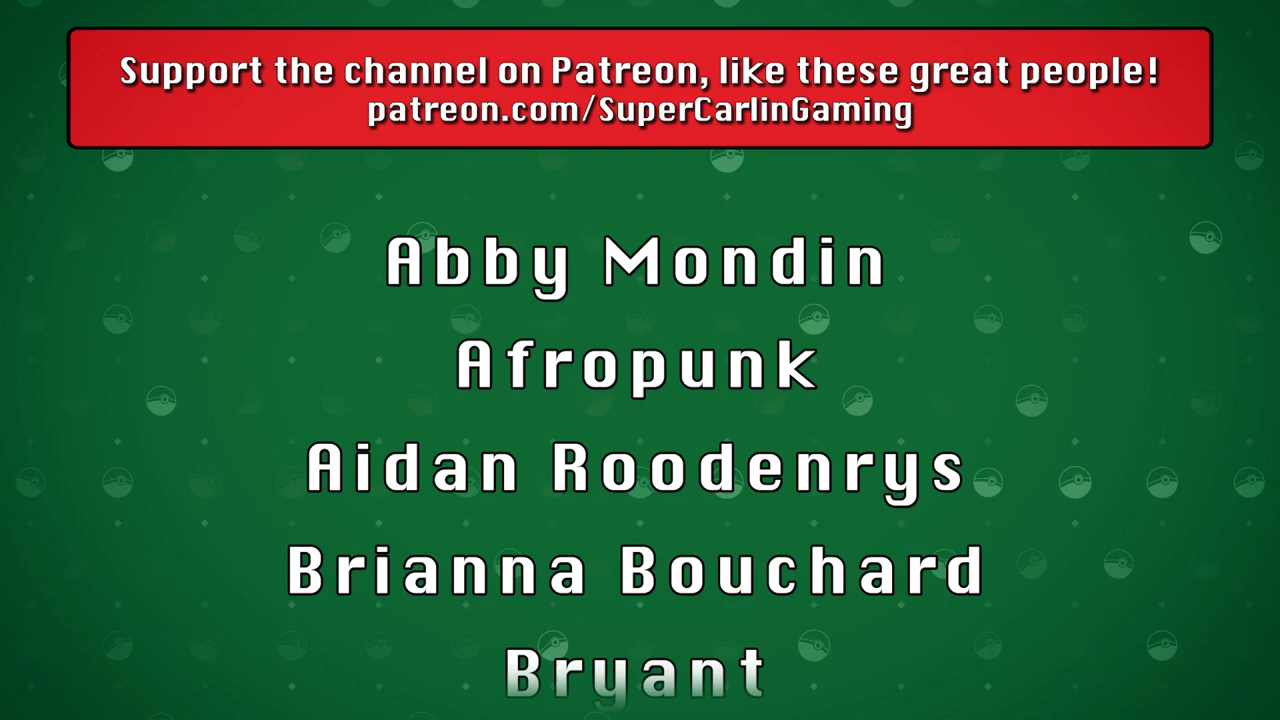 Support the channel on Patreon, like these great people!
patreon.com/SuperCarlinGaming
Abby Mondin
Afropunk
Aidan Roodenrys
Brianna Bouchard
Bryant